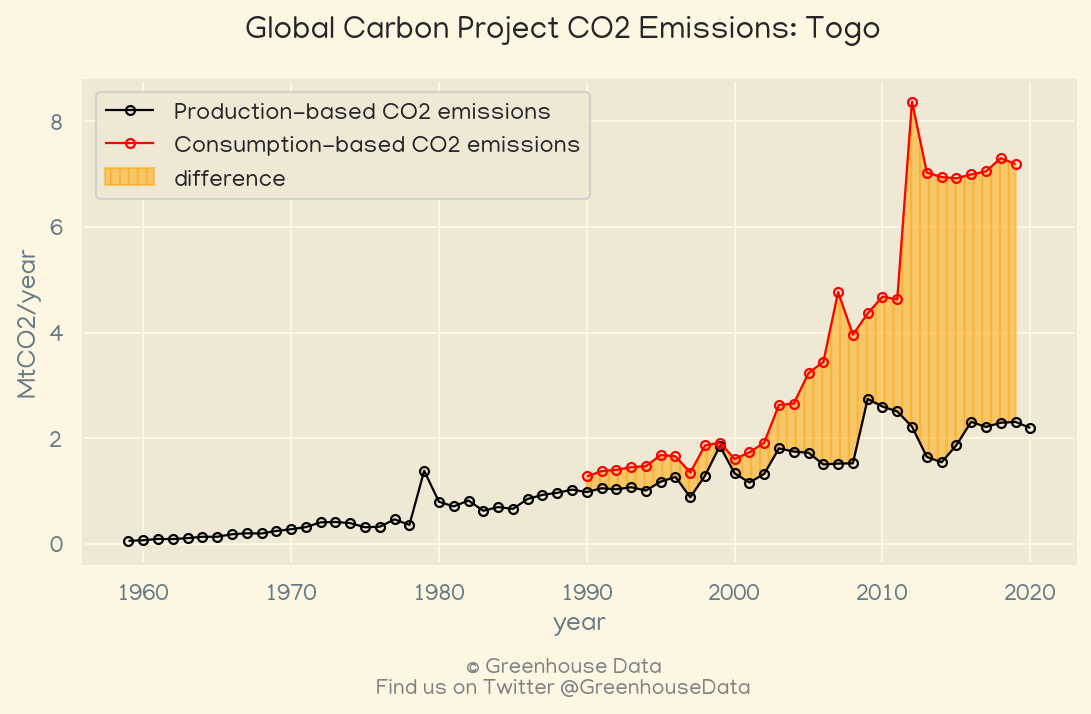 Global Carbon Project CO2 Emissions: Togo
Production-based CO2 emissions
Consumption-based CO2 emissions
difference
8
6
4
2
0
MtCO2/year
1960 1970 1980 1990 2000 2010 2020
year
© Greenhouse Data
Find us on Twitter @GreenhouseData